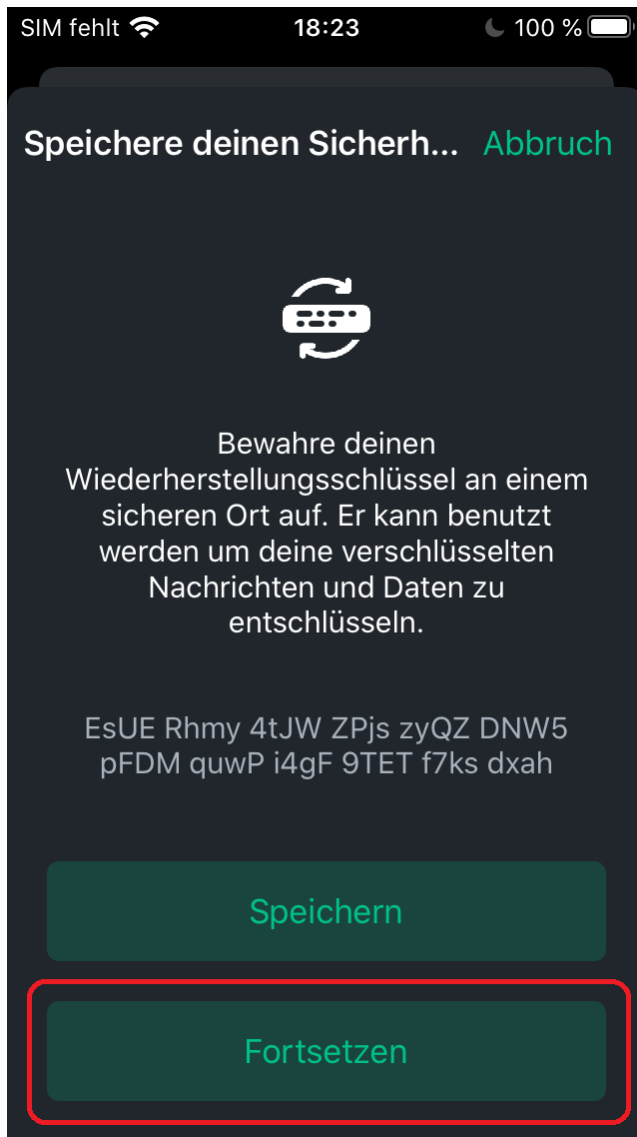 SIM fehlt 18:23 100 %
Speichere deinen Sicherh... Abbruch
Bewahre deinen
Wiederherstellungsschlüssel an einem
sicheren Ort auf. Er kann benutzt
werden um deine verschlüsselten
Nachrichten und Daten zu
entschlüsseln.
EsUE Rhmy 4tJW ZPjs zyQZ DNW5
pFDM quwP i4gF 9TET f7ks dxah
Speichern
Fortsetzen